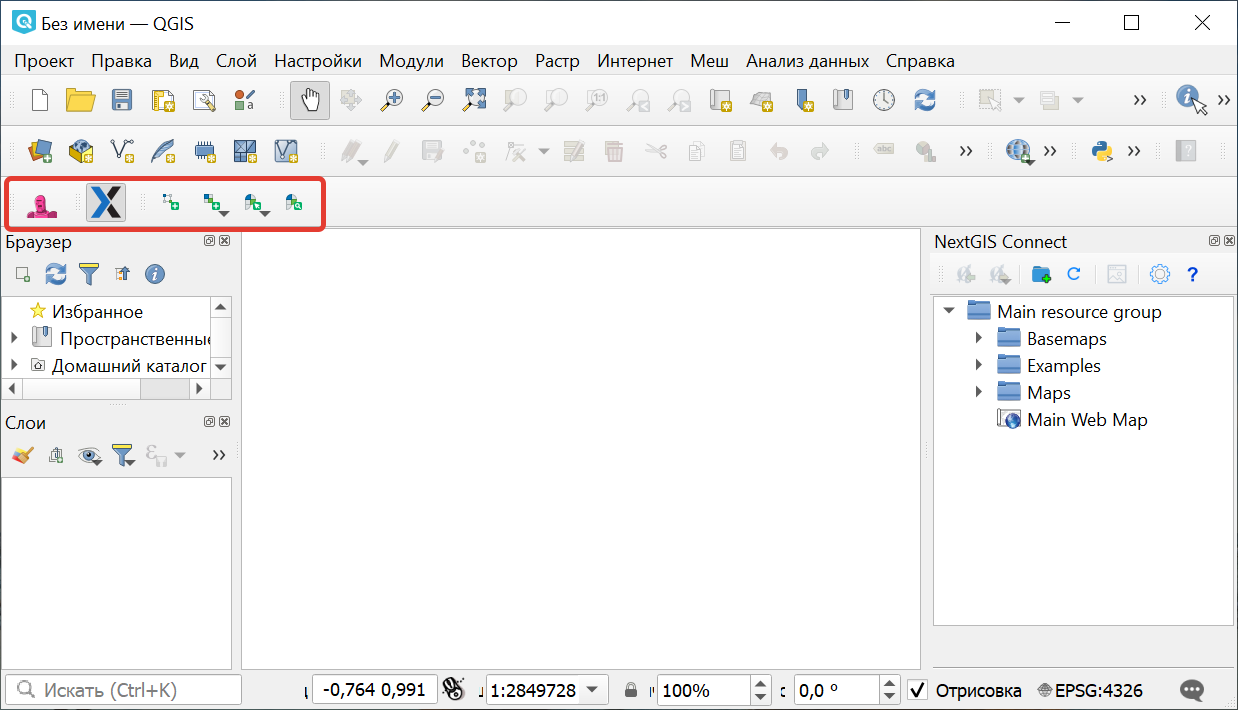 Без имени — QGIS
Проект Правка Вид Слой Настройки Модули Вектор Растр Интернет Меш Анализ данных Справка
Браузер
Избранное
Пространственные
Домашний каталог
Слои
NextGIS Connect
Main resource group
Basemaps
Examples
Maps
Main Web Map
Искать (Ctrl+K) -0,764 0,991 1:2849728 100% 0,0 ° Отрисовка EPSG:4326